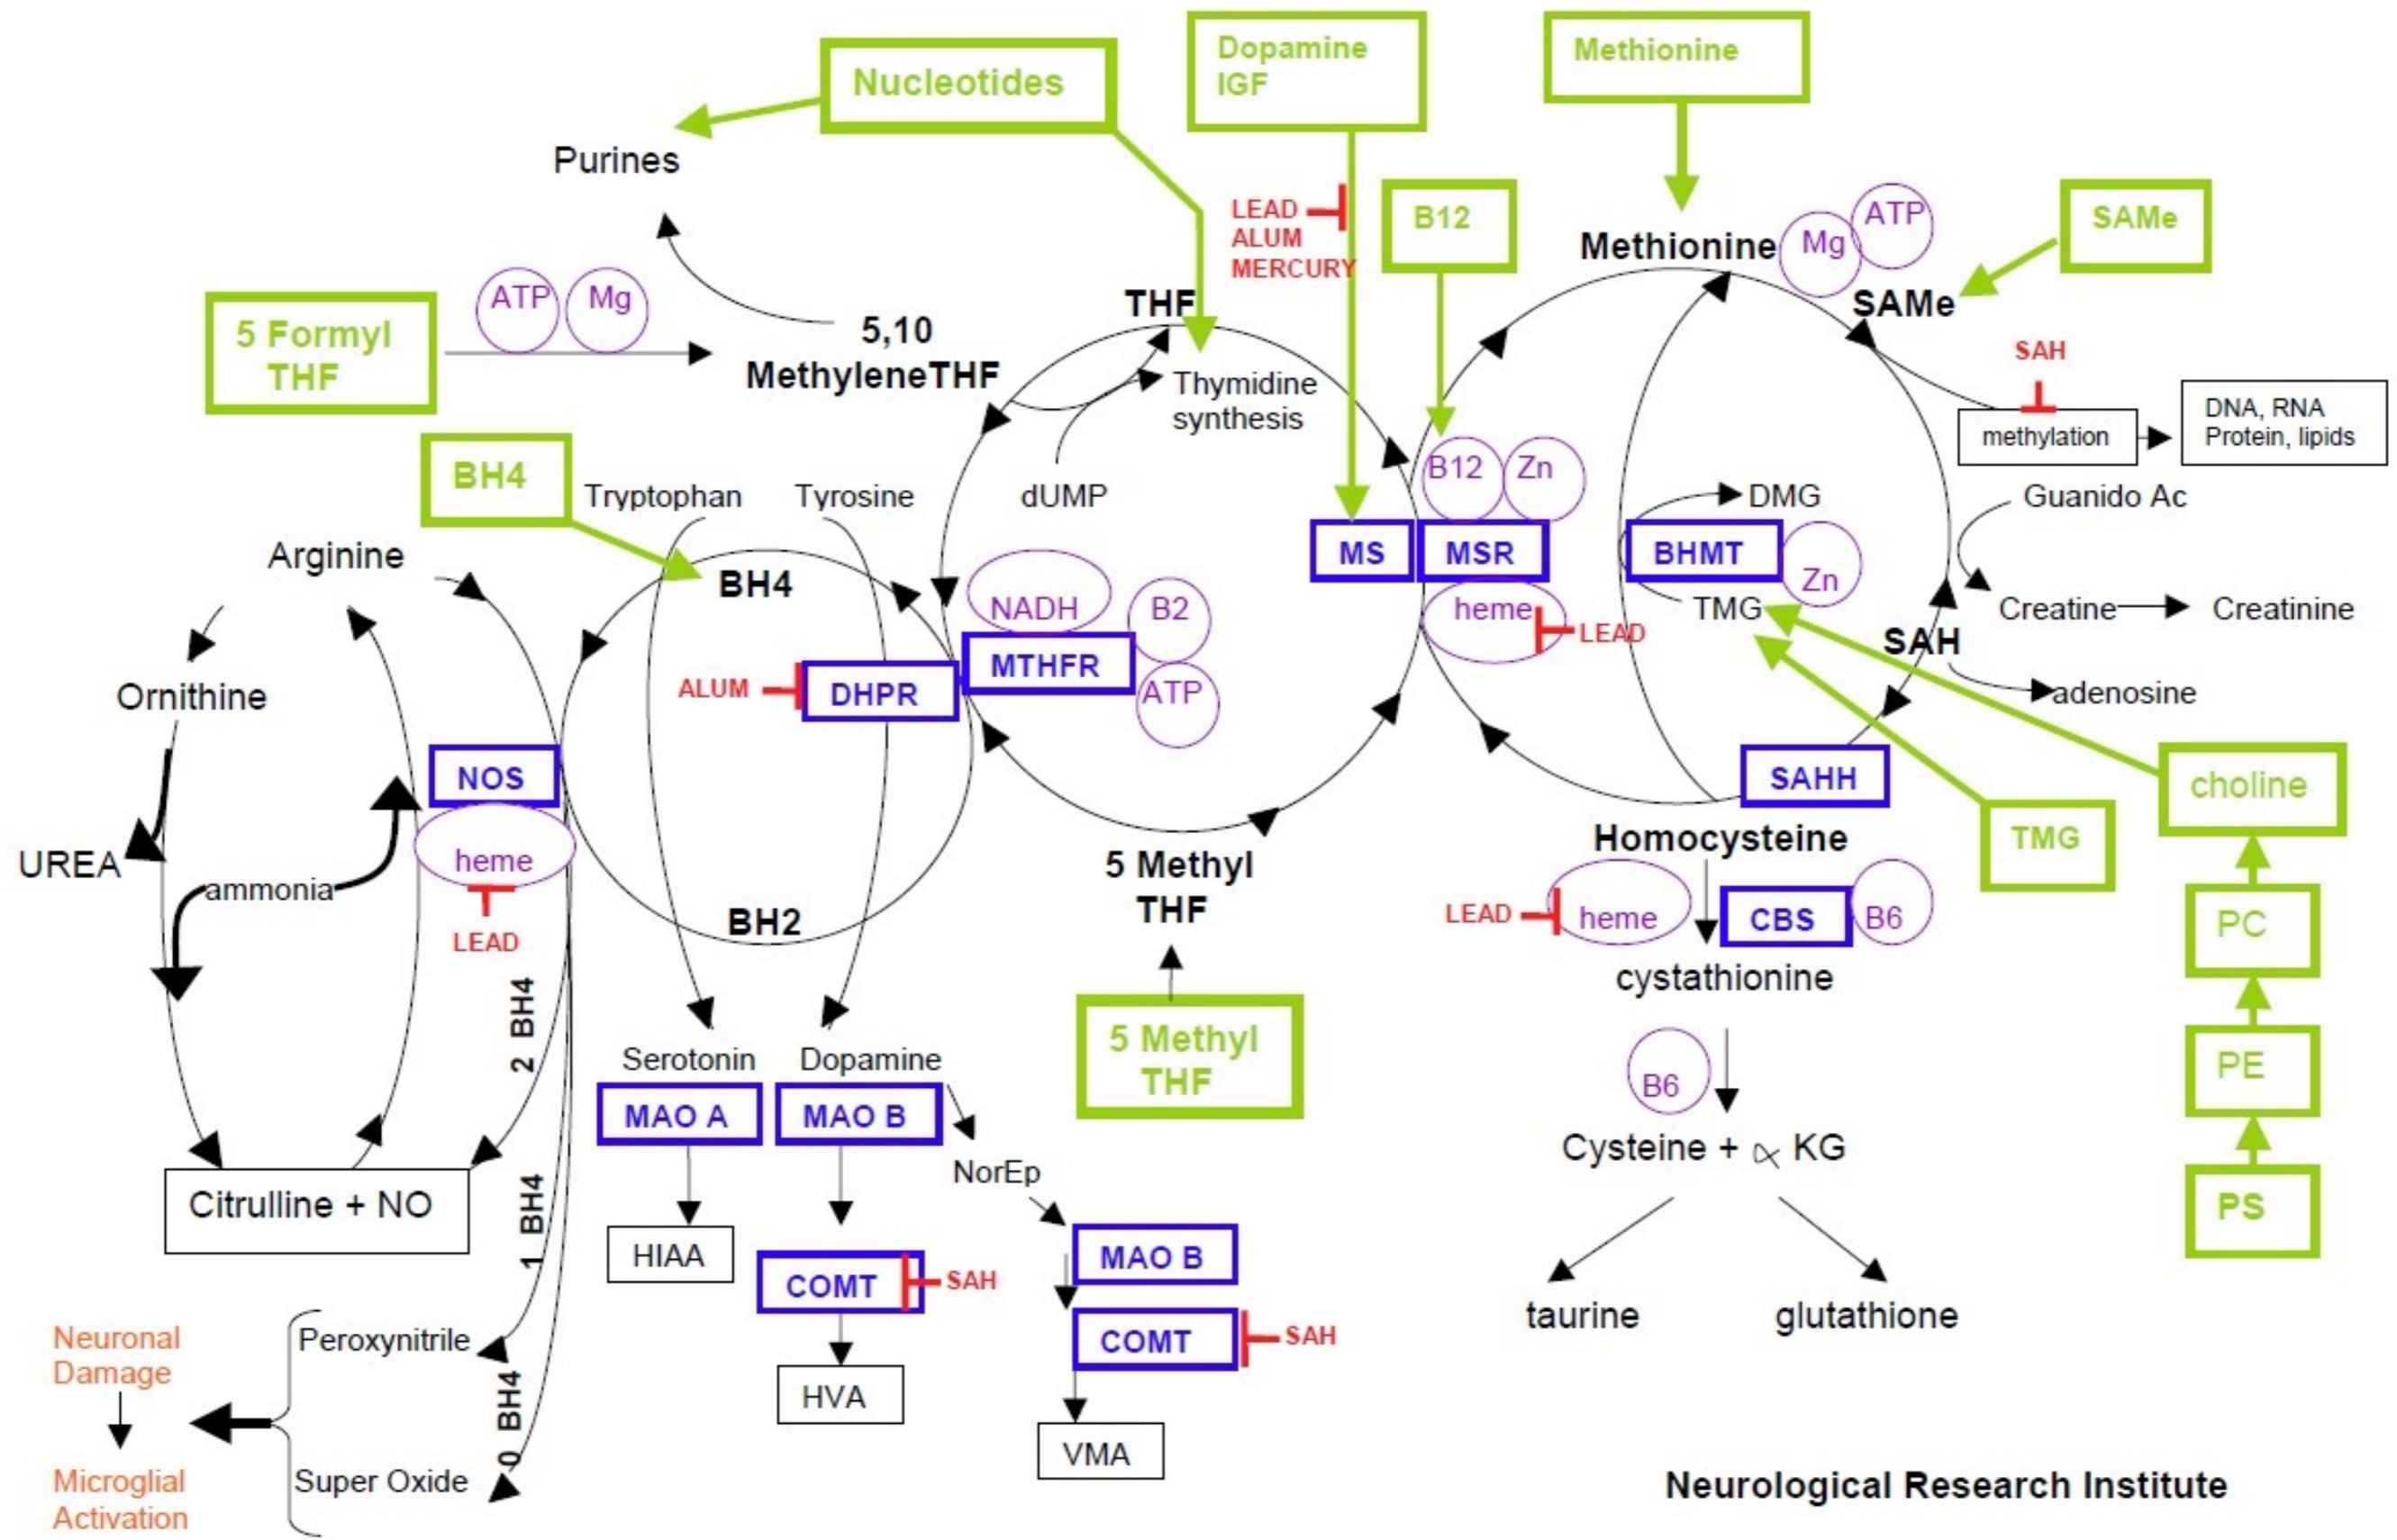 Nucleotides
Dopamine
IGF
Methionine
Purines
LEAD
ALUM
MERCURY
B12
Methionine
Mg
ATP
SAMe
SAMe
5 Formyl
THF
ATP
Mg
5,10
MethyleneTHF
THF
Thymidine
synthesis
dUMP
SAH
methylation
DNA, RNA
Protein, lipids
BH4
Tryptophan
Tyrosine
B12
Zn
DMG
Guanido Ac
Arginine
BH4
NADH
B2
MS
MSR
BHMT
Zn
heme
LEAD
TMG
Creatine
Creatinine
SAH
adenosine
Ornithine
ALUM
DHPR
MTHFR
ATP
NOS
heme
LEAD
UREA
ammonia
BH2
5 Methyl
THF
SAHH
choline
TMG
Homocysteine
LEAD
heme
CBS
B6
PC
cystathionine
2 BH4
5 Methyl
THF
B6
PE
Serotonin
Dopamine
MAO A
MAO B
NorEp
Cysteine + α KG
PS
Citrulline + NO
1 BH4
HIAA
COMT
SAH
MAO B
COMT
SAH
taurine
glutathione
Neuronal
Damage
Peroxynitrile
HVA
0 BH4
VMA
Microglial
Activation
Super Oxide
Neurological Research Institute